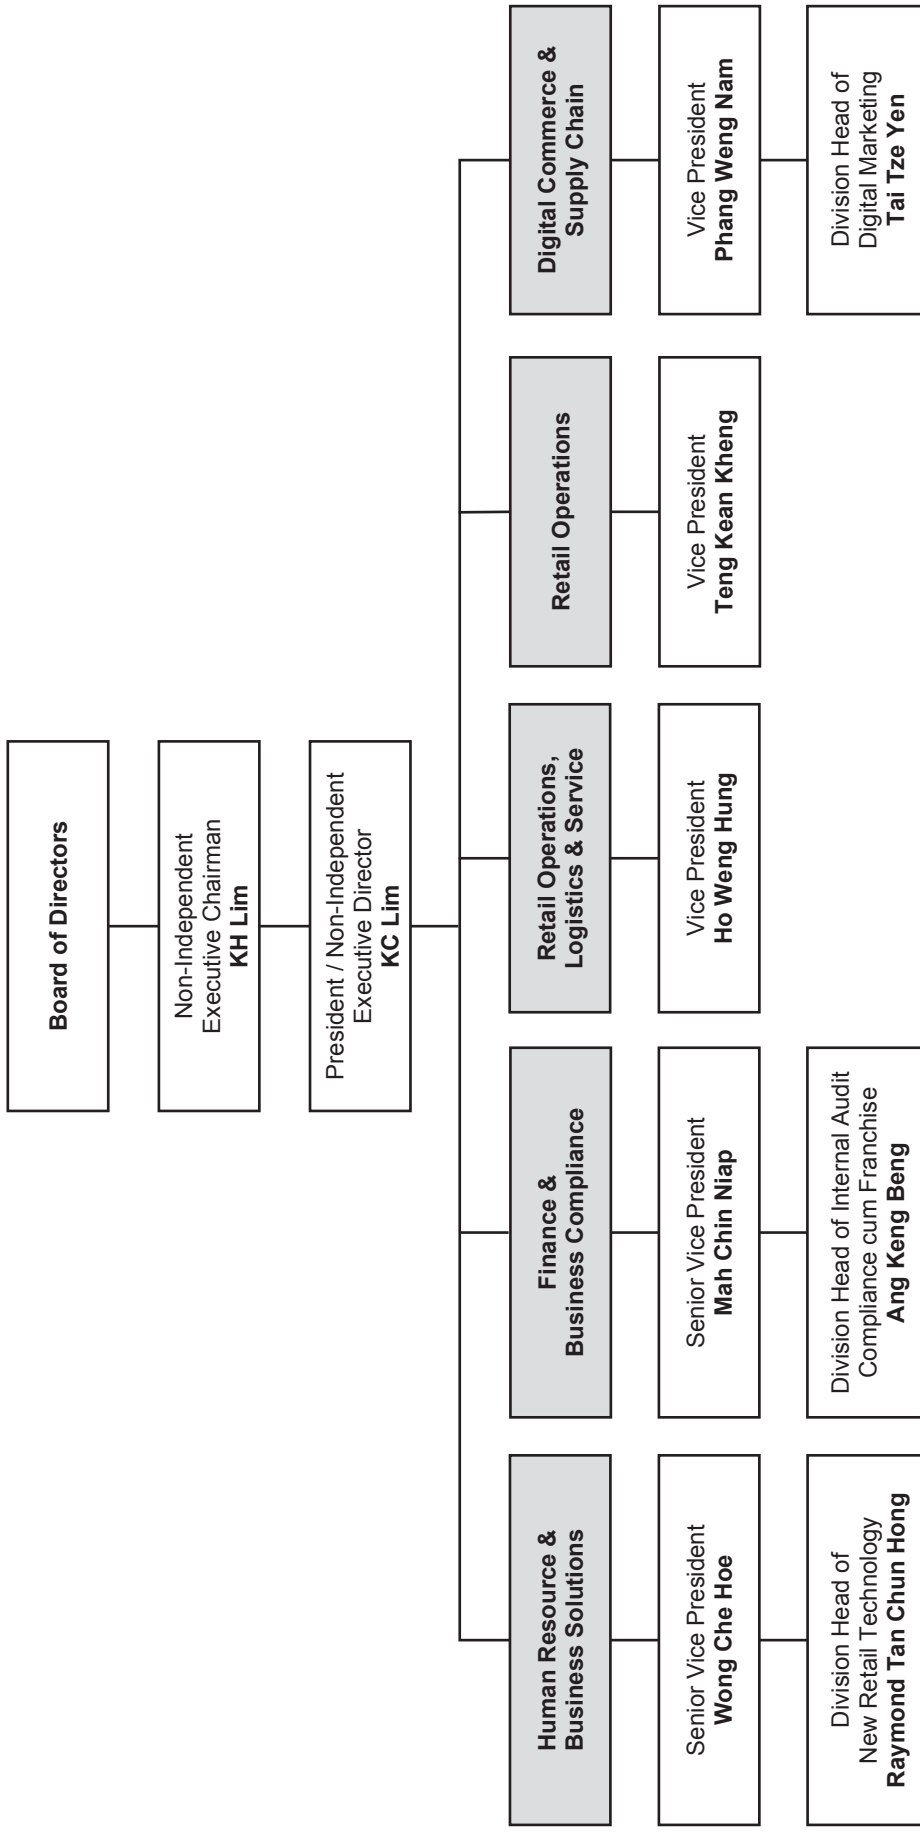 Board of Directors
Non-Independent
Executive Chairman
KH Lim
President / Non-Independent
Executive Director
KC Lim
Human Resource &
Business Solutions
Senior Vice President
Wong Che Hoe
Division Head of
New Retail Technology
Raymond Tan Chun Hong
Finance &
Business Compliance
Senior Vice President
Mah Chin Niap
Division Head of Internal Audit
Compliance cum Franchise
Ang Keng Beng
Retail Operations,
Logistics & Service
Vice President
Ho Weng Hung
Retail Operations
Vice President
Teng Kean Kheng
Digital Commerce &
Supply Chain
Vice President
Phang Weng Nam
Division Head of
Digital Marketing
Tai Tze Yen